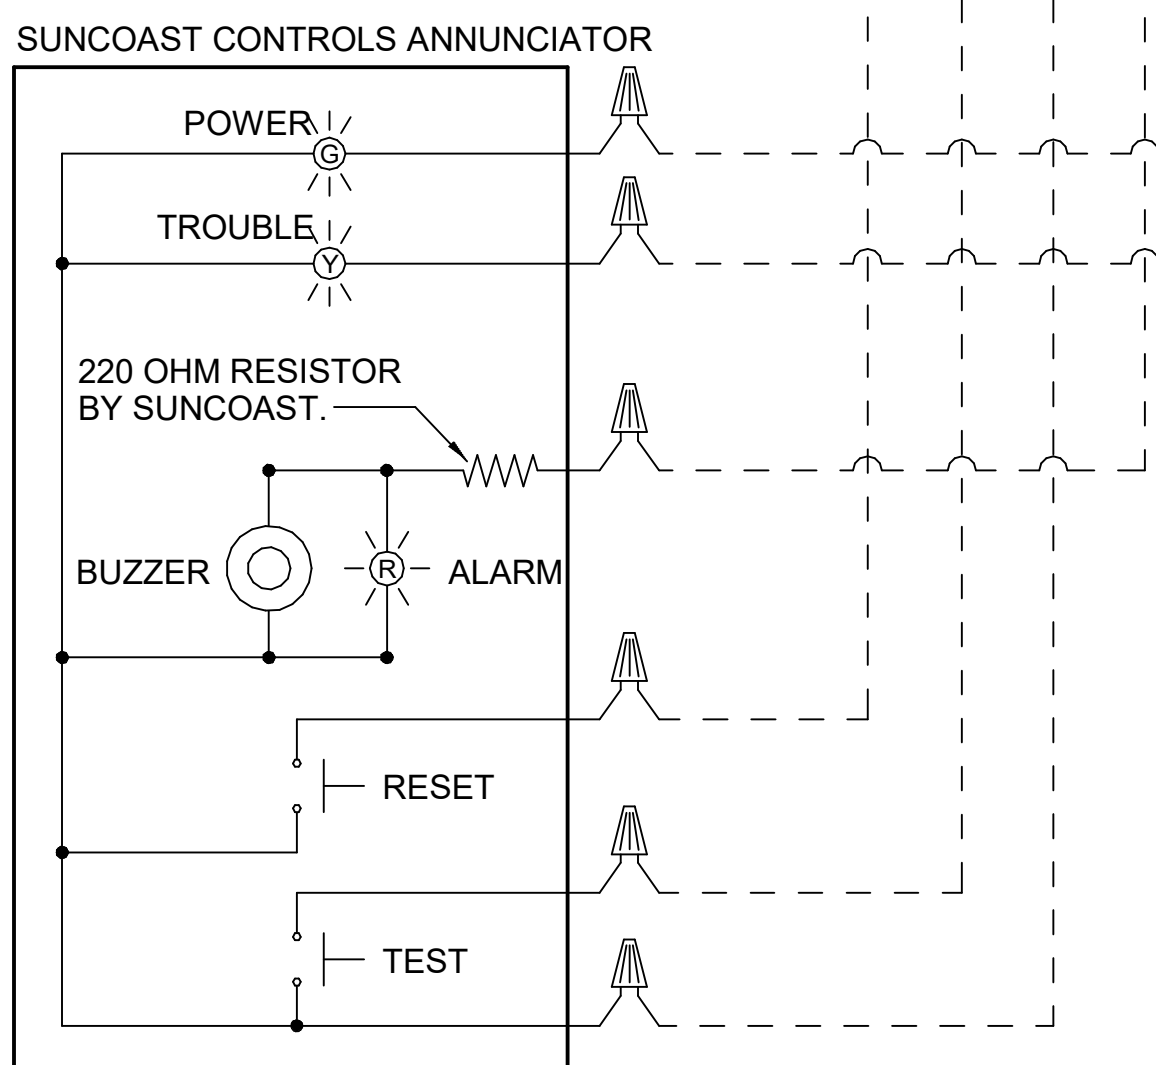 SUNCOAST CONTROLS ANNUNCIATOR
POWER
G
TROUBLE
Y
220 OHM RESISTOR
BY SUNCOAST.
BUZZER
R
ALARM
RESET
TEST